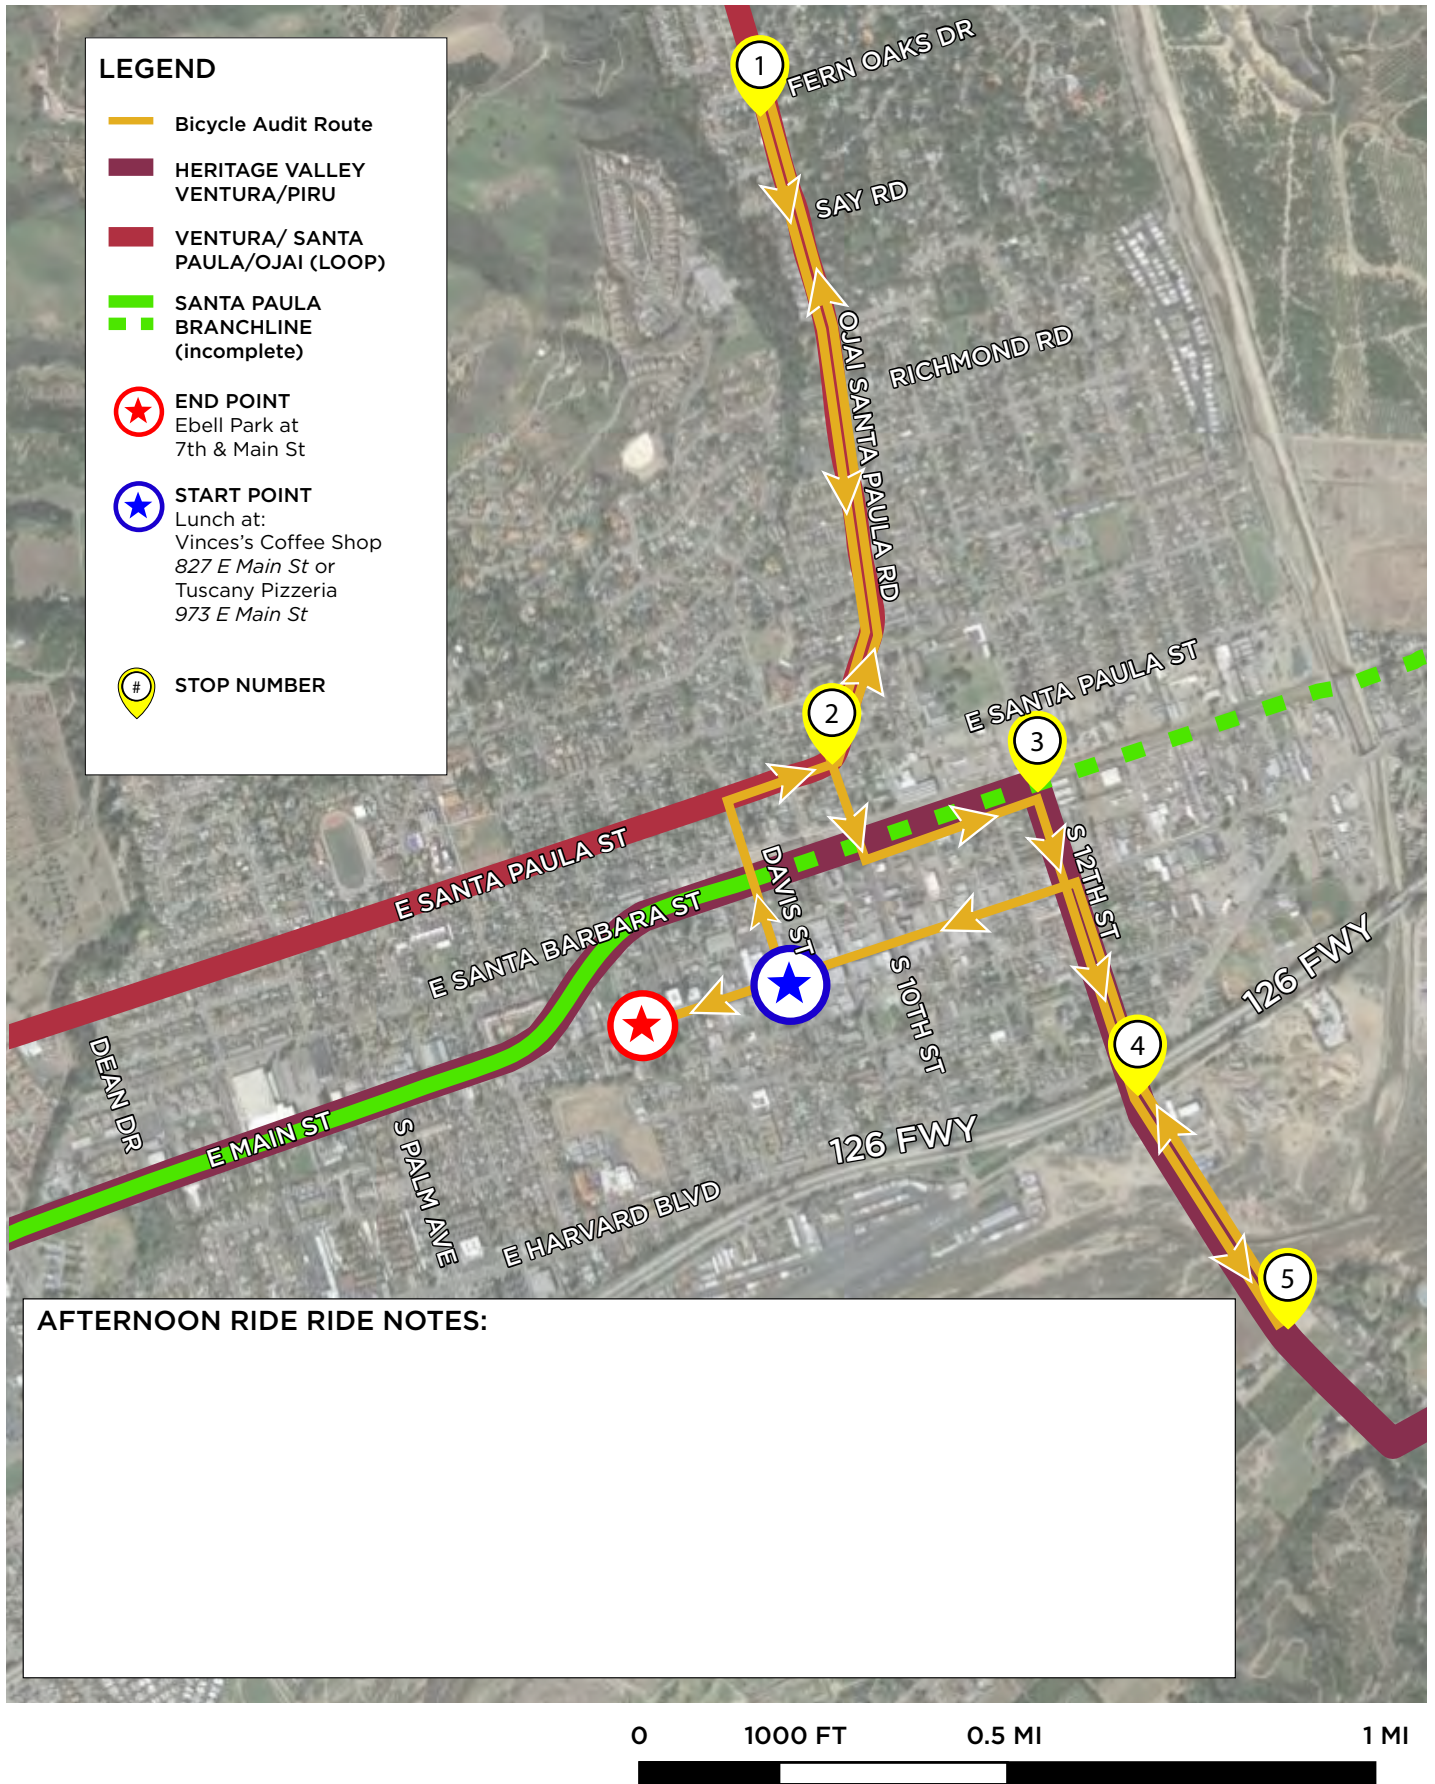 LEGEND
Bicycle Audit Route
HERITAGE VALLEY
VENTURA/PIRU
VENTURA/ SANTA
PAULA/OJAI (LOOP)
SANTA PAULA
BRANCHLINE
(incomplete)
END POINT
Ebell Park at
7th & Main St
START POINT
Lunch at:
Vinces's Coffee Shop
827 E Main St or
Tuscany Pizzeria
973 E Main St
#
STOP NUMBER
1
FERN OAKS DR
SAY RD
OJAI SANTA PAULA RD
RICHMOND RD
E SANTA PAULA ST
2
3
E SANTA PAULA ST
DAVIS ST
S 12TH ST
E SANTA BARBARA ST
S 10TH ST
126 FWY
4
DEAN DR
E MAIN ST
S PALM AVE
126 FWY
E HARVARD BLVD
5
AFTERNOON RIDE RIDE NOTES:
0 1000 FT 0.5 MI 1 MI